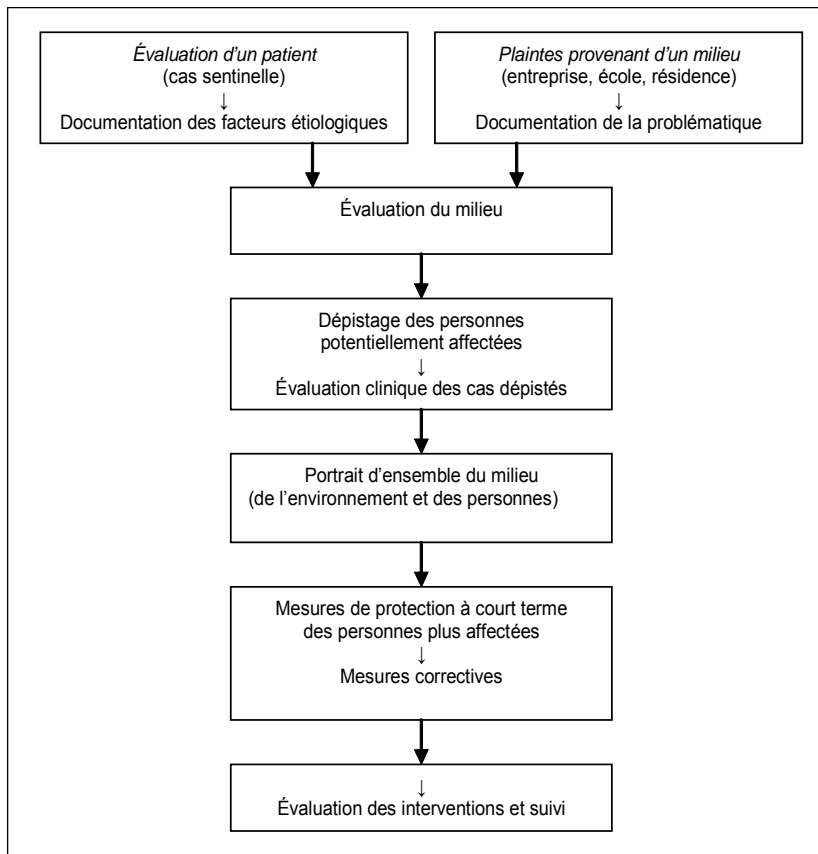 Évaluation d'un patient
(cas sentinelle)
↓
Documentation des facteurs étiologiques
Plaintes provenant d'un milieu
(entreprise, école, résidence)
↓
Documentation de la problématique
Évaluation du milieu
Dépistage des personnes
potentiellement affectées
↓
Évaluation clinique des cas dépistés
Portrait d'ensemble du milieu
(de l'environnement et des personnes)
Mesures de protection à court terme
des personnes plus affectées
↓
Mesures correctives
↓
Évaluation des interventions et suivi